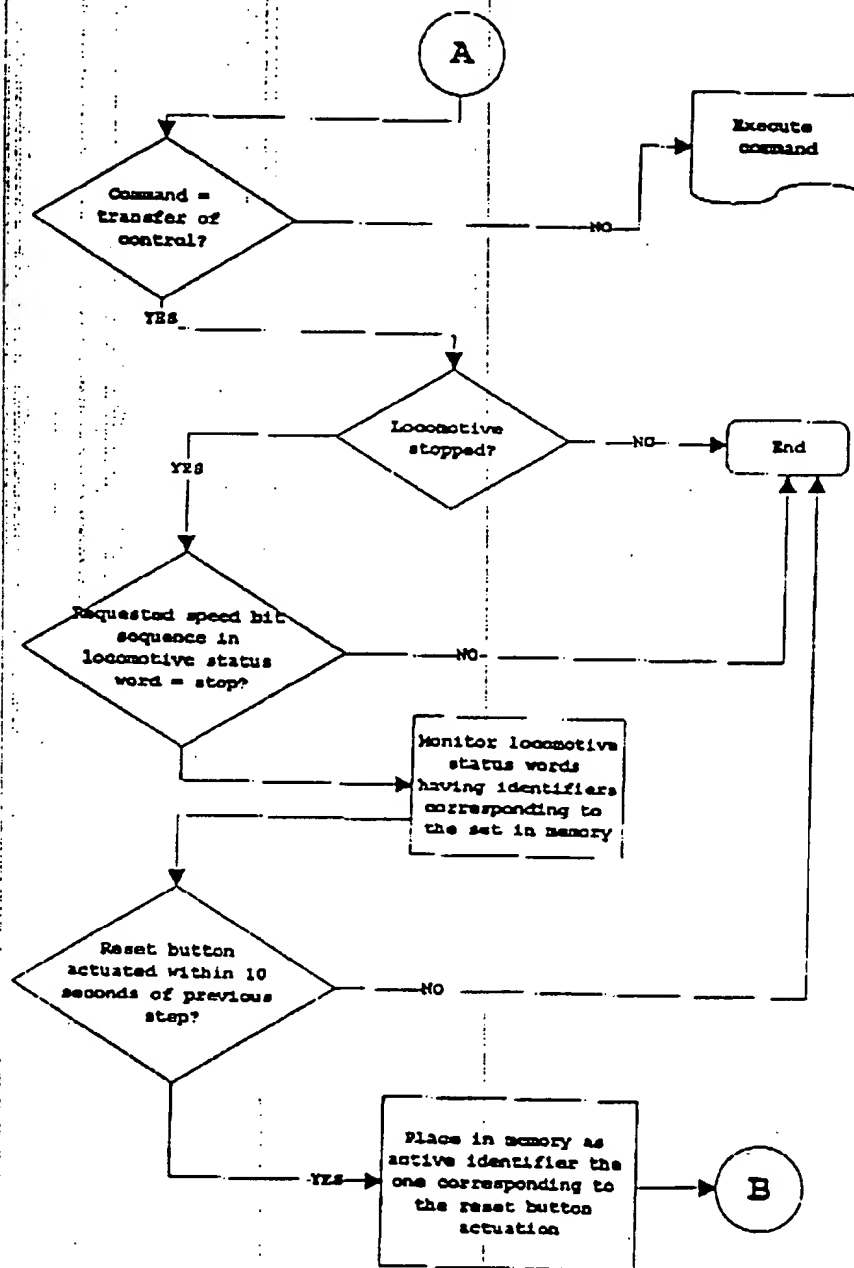 A
Execute
command
Command =
transfer of
control?
NO
YES
Locomotive
stopped?
NO
End
YES
Requested speed bit
sequence in
locomotive status
word = stop?
NO
Monitor locomotive
status words
having identifiers
corresponding to
the set in memory
Reset button
actuated within 10
seconds of previous
step?
NO
YES
Place in memory as
active identifier the
one corresponding to
the reset button
actuation
B